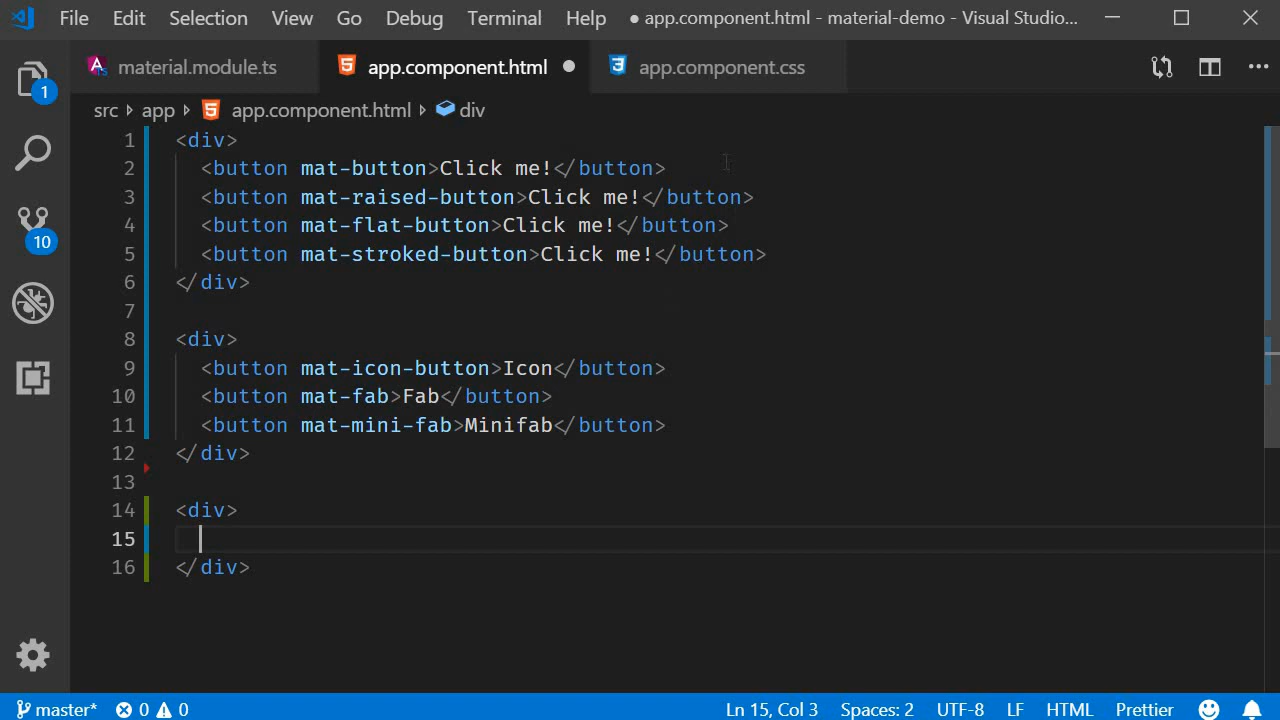 File Edit Selection View Go Debug Terminal Help ● app.component.html - material-demo - Visual Studio...
material.module.ts app.component.html ● app.component.css
src › app › app.component.html › div
1 <div>
2 <button mat-button>Click me!</button>
3 <button mat-raised-button>Click me!</button>
4 <button mat-flat-button>Click me!</button>
5 <button mat-stroked-button>Click me!</button>
6 </div>
7
8 <div>
9 <button mat-icon-button>Icon</button>
10 <button mat-fab>Fab</button>
11 <button mat-mini-fab>Minifab</button>
12 </div>
13
14 <div>
15
16 </div>
1
10
master* 0 0 Ln 15, Col 3 Spaces: 2 UTF-8 LF HTML Prettier